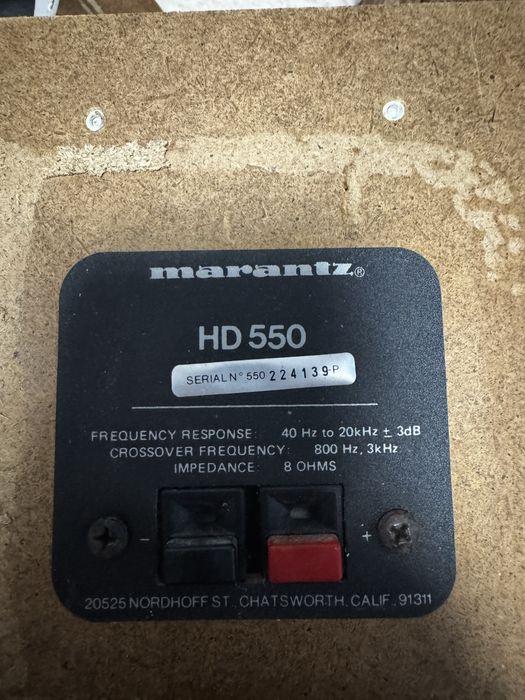 marantz®
HD 550
SERIAL Nº 550 224139-P
FREQUENCY RESPONSE: 40 Hz to 20kHz ± 3dB
CROSSOVER FREQUENCY: 800 Hz, 3kHz
IMPEDANCE: 8 OHMS
- +
20525 NORDHOFF ST., CHATSWORTH, CALIF., 91311